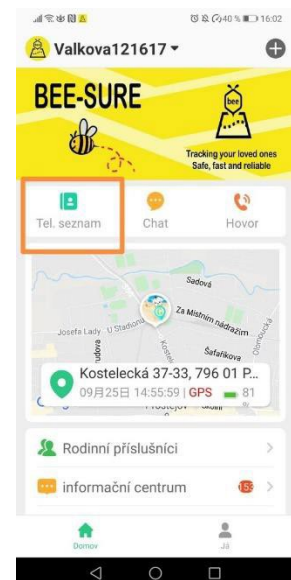 40 % 16:02
Valkova121617
BEE-SURE
bee
Tracking your loved ones
Safe, fast and reliable
Tel. seznam
Chat
Hovor
Sadová
Za Místním nádražím
Josefa Lady
U Stadionu
Šafaříkova
Kostelecká 37-33, 796 01 P...
09月25日 14:55:59 | GPS 81
Rodinní příslušníci
informační centrum
Domov
Já